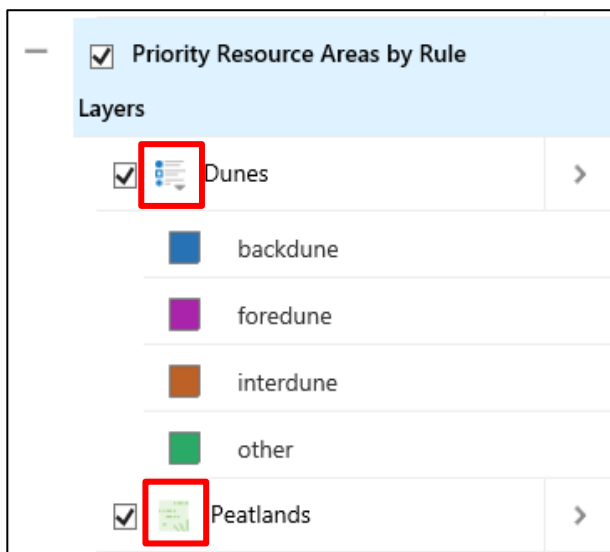 Priority Resource Areas by Rule
Layers
Dunes
backdune
foredune
interdune
other
Peatlands